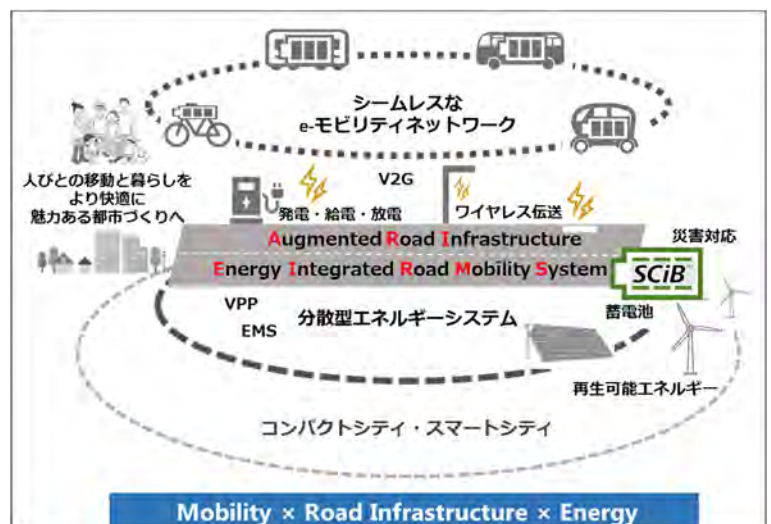 シームレスな
e-モビリティネットワーク
人びとの移動と暮らしを
より快適に
魅力ある都市づくりへ
V2G
発電・給電・放電
ワイヤレス伝送
Augmented Road Infrastructure
Energy Integrated Road Mobility System
災害対応
SCiB
蓄電池
VPP
EMS
分散型エネルギーシステム
再生可能エネルギー
コンパクトシティ・スマートシティ
Mobility × Road Infrastructure × Energy